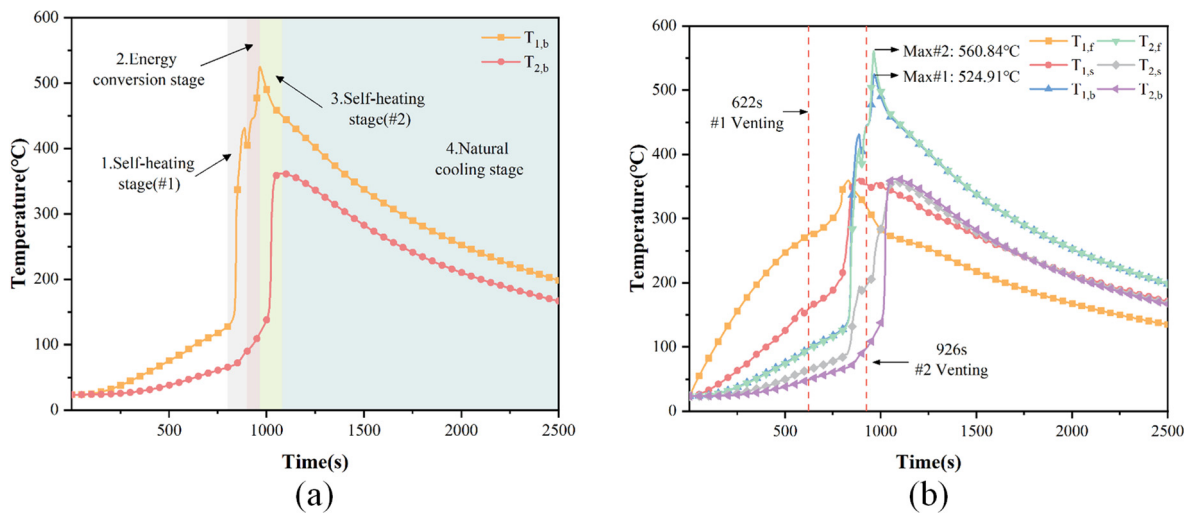 600
500
400
300
200
100
0
Temperature(℃)
500
1000
1500
2000
2500
Time(s)
T1,b
T2,b
2.Energy
conversion stage
3.Self-heating
stage(#2)
1.Self-heating
stage(#1)
4.Natural
cooling stage
(a)
600
500
400
300
200
100
0
Temperature(℃)
500
1000
1500
2000
2500
Time(s)
T1,f
T2,f
T1,s
T2,s
T1,b
T2,b
Max#2: 560.84℃
Max#1: 524.91℃
622s
#1 Venting
926s
#2 Venting
(b)